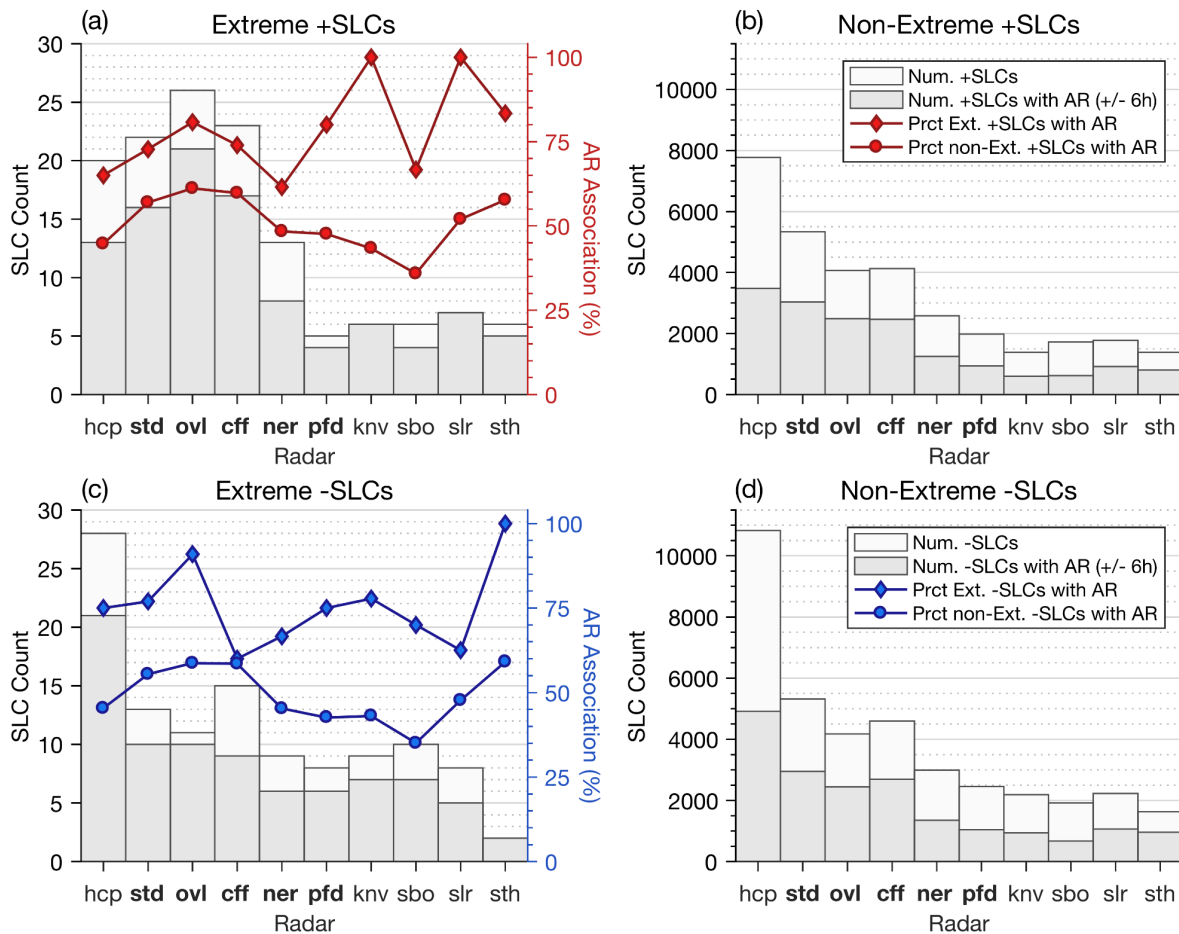 (a) Extreme +SLCs
30
25
20
15
10
5
0
SLC Count
100
75
50
25
0
AR Association (%)
hcp std ovl cff ner pfd knv sbo slr sth
Radar
(b) Non-Extreme +SLCs
10000
8000
6000
4000
2000
0
SLC Count
Num. +SLCs
Num. +SLCs with AR (+/- 6h)
Prct Ext. +SLCs with AR
Prct non-Ext. +SLCs with AR
hcp std ovl cff ner pfd knv sbo slr sth
Radar
(c) Extreme -SLCs
30
25
20
15
10
5
0
SLC Count
100
75
50
25
0
AR Association (%)
hcp std ovl cff ner pfd knv sbo slr sth
Radar
(d) Non-Extreme -SLCs
10000
8000
6000
4000
2000
0
SLC Count
Num. -SLCs
Num. -SLCs with AR (+/- 6h)
Prct Ext. -SLCs with AR
Prct non-Ext. -SLCs with AR
hcp std ovl cff ner pfd knv sbo slr sth
Radar